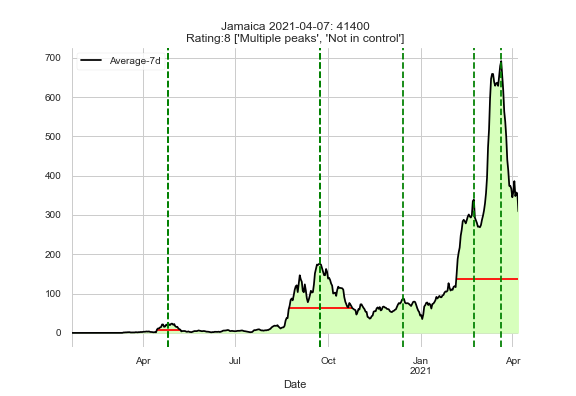 Jamaica 2021-04-07: 41400
Rating:8 ['Multiple peaks', 'Not in control']
Average-7d
700
600
500
400
300
200
100
0
Apr
Jul
Oct
Jan
2021
Apr
Date